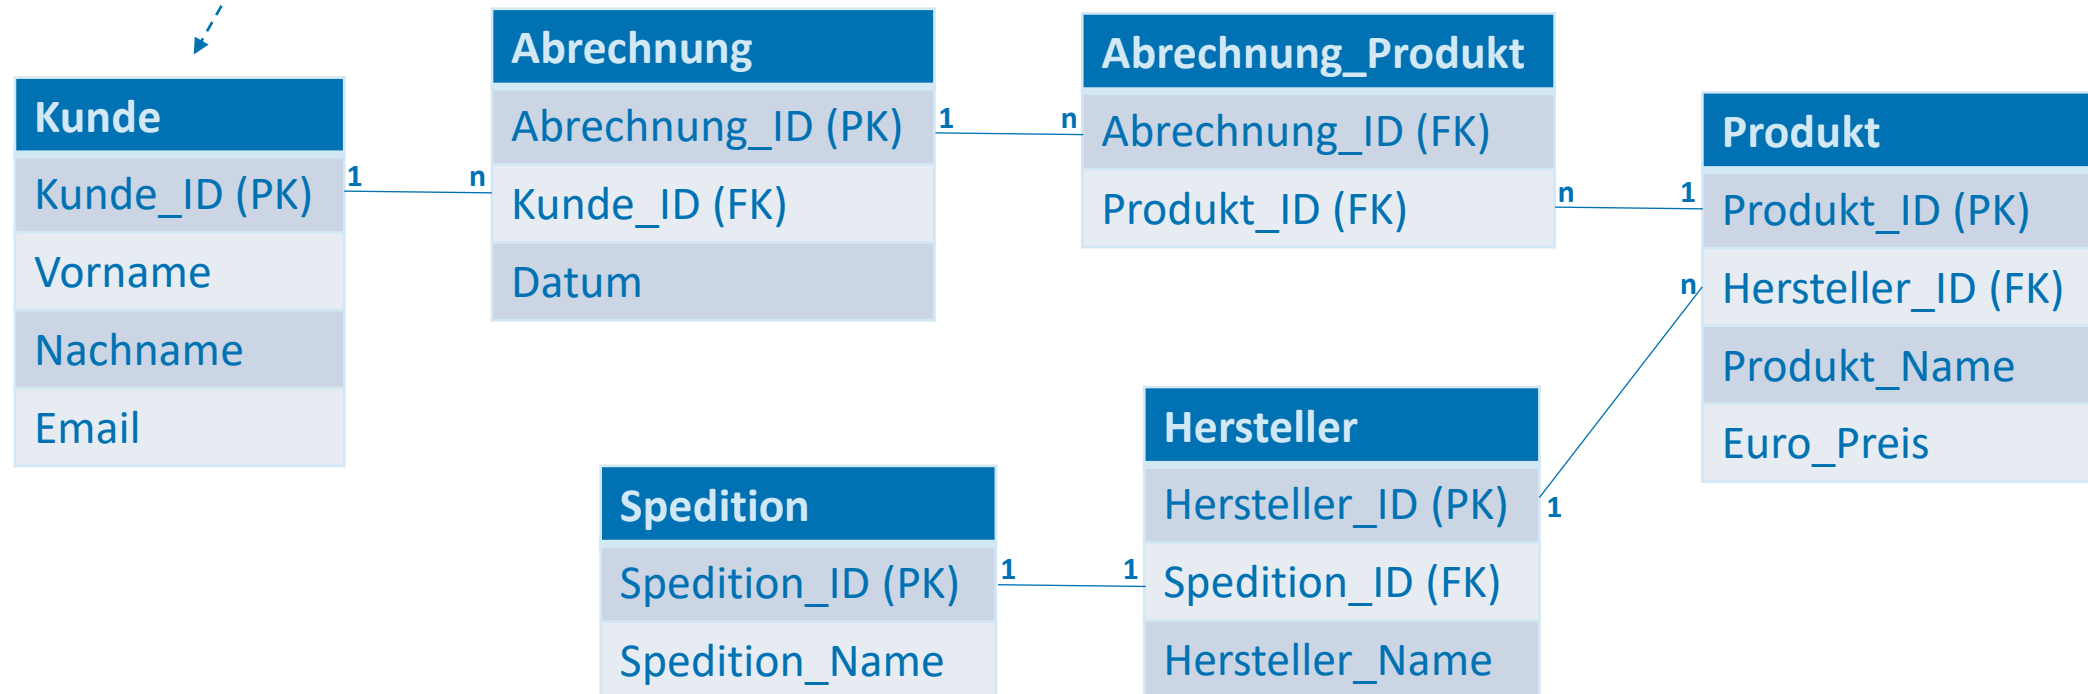 Kunde
Kunde_ID (PK)
Vorname
Nachname
Email
1
n
Abrechnung
Abrechnung_ID (PK)
Kunde_ID (FK)
Datum
1
n
Abrechnung_Produkt
Abrechnung_ID (FK)
Produkt_ID (FK)
n
1
Produkt
Produkt_ID (PK)
Hersteller_ID (FK)
Produkt_Name
Euro_Preis
n
1
Hersteller
Hersteller_ID (PK)
Spedition_ID (FK)
Hersteller_Name
1
1
Spedition
Spedition_ID (PK)
Spedition_Name